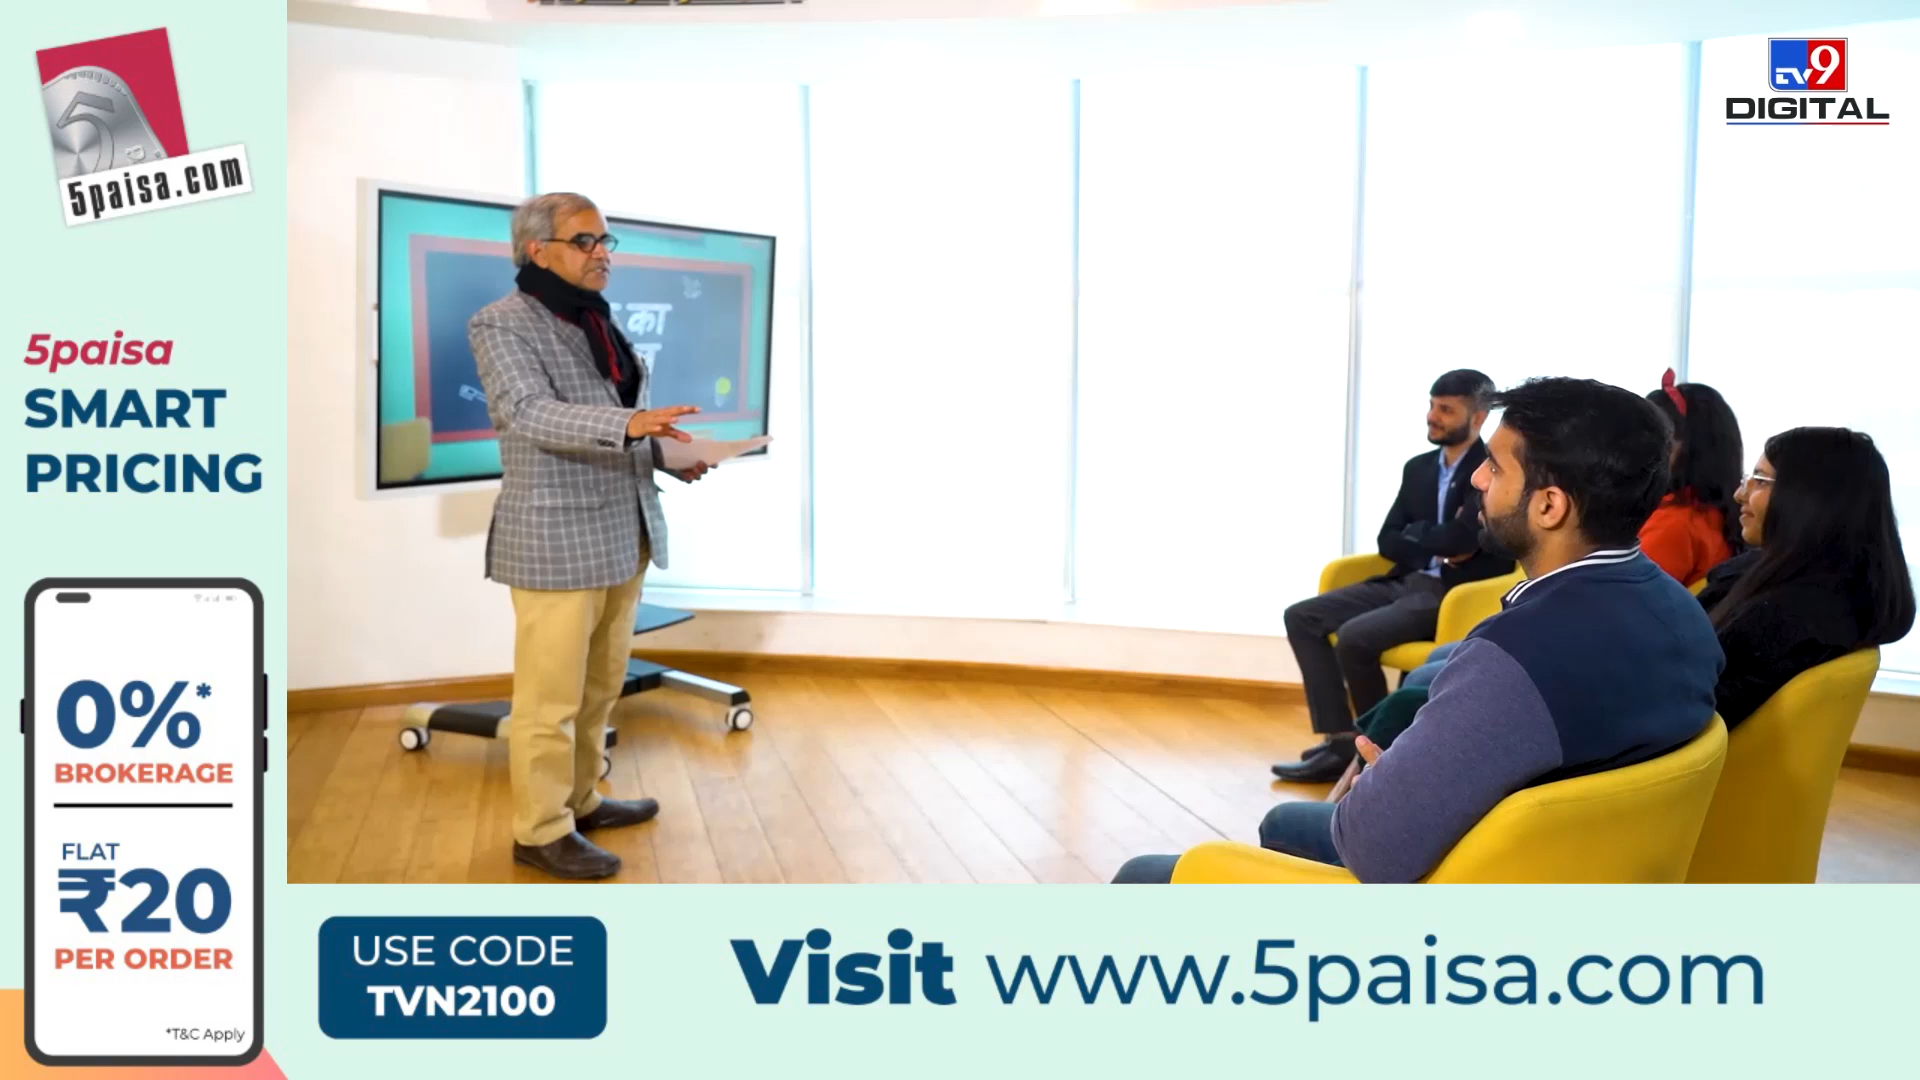 5paisa.com
5paisa
SMART
PRICING
0%*
BROKERAGE
FLAT
₹20
PER ORDER
*T&C Apply
TV9
DIGITAL
का
USE CODE
TVN2100
Visit www.5paisa.com